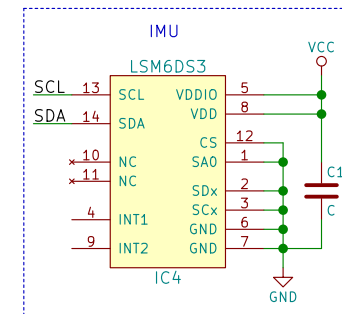 IMU
VCC
LSM6DS3
SCL 13 SCL VDDIO 5
SDA 14 SDA VDD 8
CS 12
10 NC SA0 1
11 NC
SDx 2
C1
4 INT1 SCx 3
C
GND 6
9 INT2 GND 7
IC4
GND